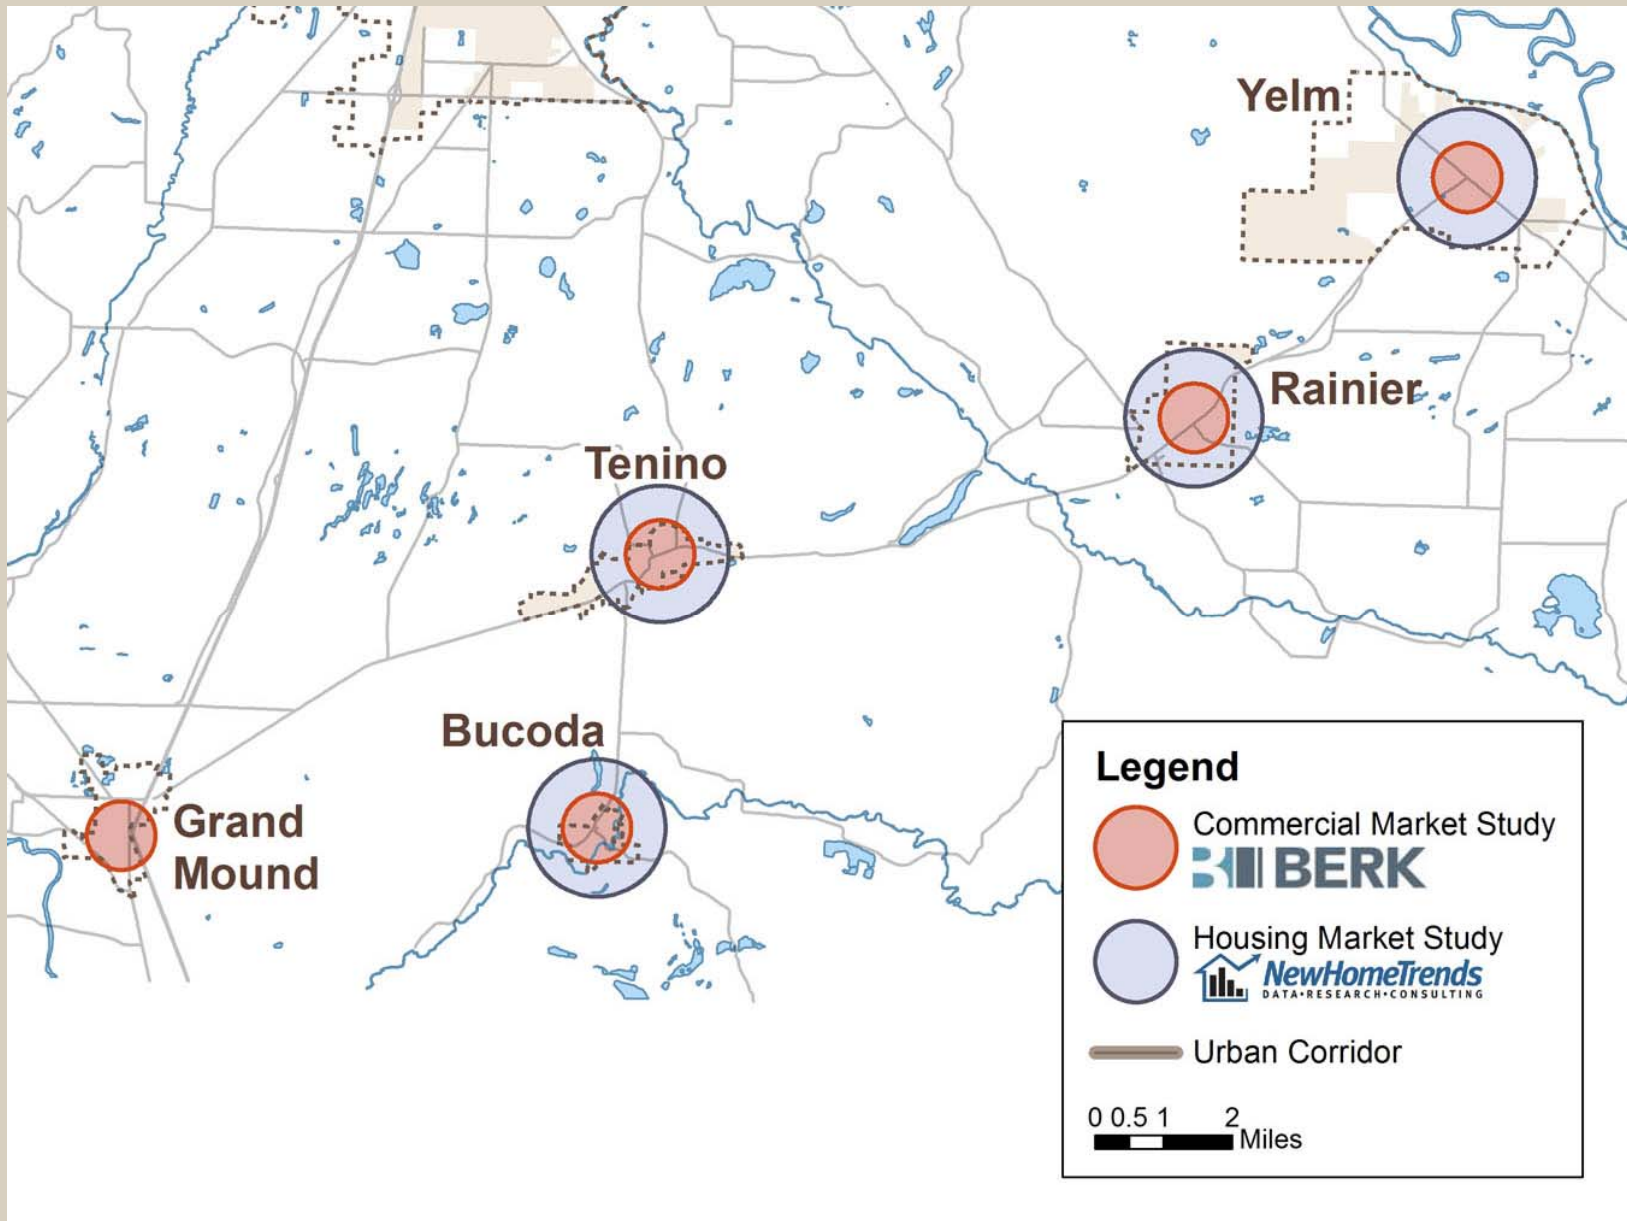 Yelm
Rainier
Tenino
Bucoda
Grand
Mound
Legend
Commercial Market Study
BERK
Housing Market Study
NewHomeTrends
DATA•RESEARCH•CONSULTING
Urban Corridor
0 0.5 1 2
Miles